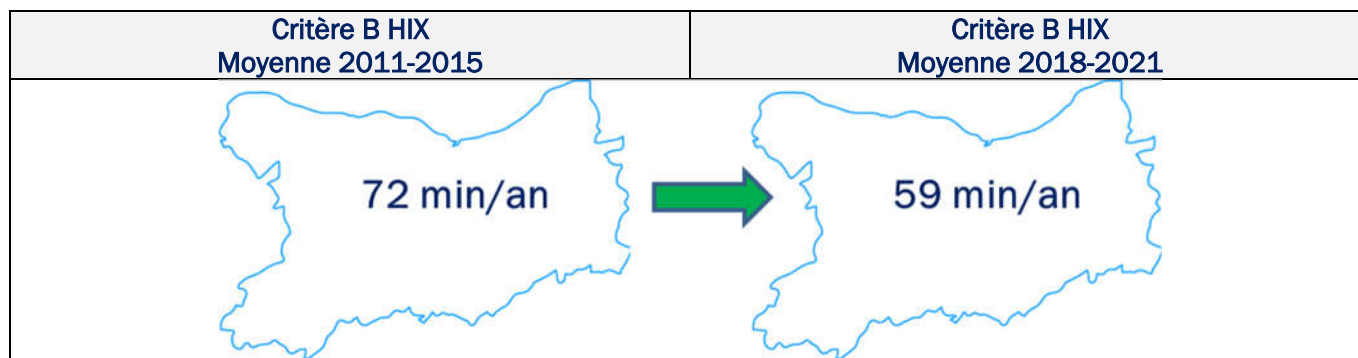 Critère B HIX
Moyenne 2011-2015
Critère B HIX
Moyenne 2018-2021
72 min/an
59 min/an